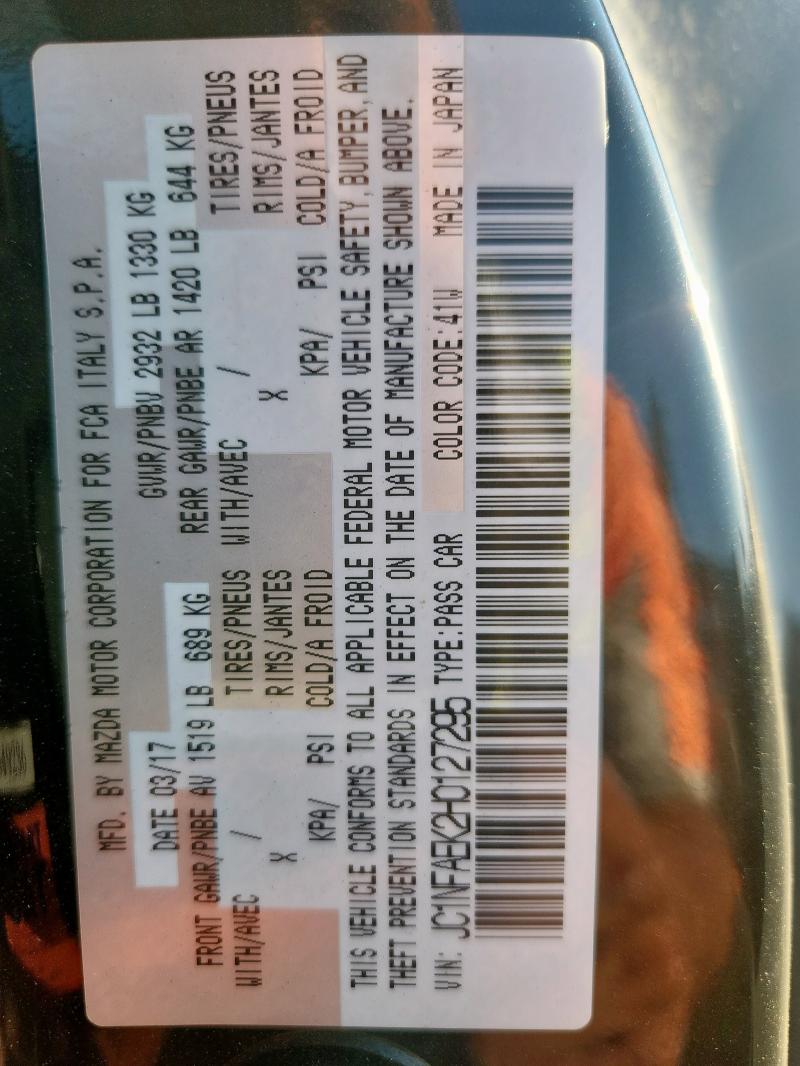 MFD. BY MAZDA MOTOR CORPORATION FOR FCA ITALY S.P.A.
DATE 03/17 GVWR/PNBV 2932 LB 1330 KG
FRONT GAWR/PNBE AV 1519 LB 689 KG REAR GAWR/PNBE AR 1420 LB 644 KG
WITH/AVEC / TIRES/PNEUS WITH/AVEC / TIRES/PNEUS
X RIMS/JANTES X RIMS/JANTES
KPA/ PSI COLD/A FROID KPA/ PSI COLD/A FROID
THIS VEHICLE CONFORMS TO ALL APPLICABLE FEDERAL MOTOR VEHICLE SAFETY,BUMPER,AND
THEFT PREVENTION STANDARDS IN EFFECT ON THE DATE OF MANUFACTURE SHOWN ABOVE.
VIN: JC1NFAEK2H0127295 TYPE:PASS CAR COLOR CODE:41W MADE IN JAPAN